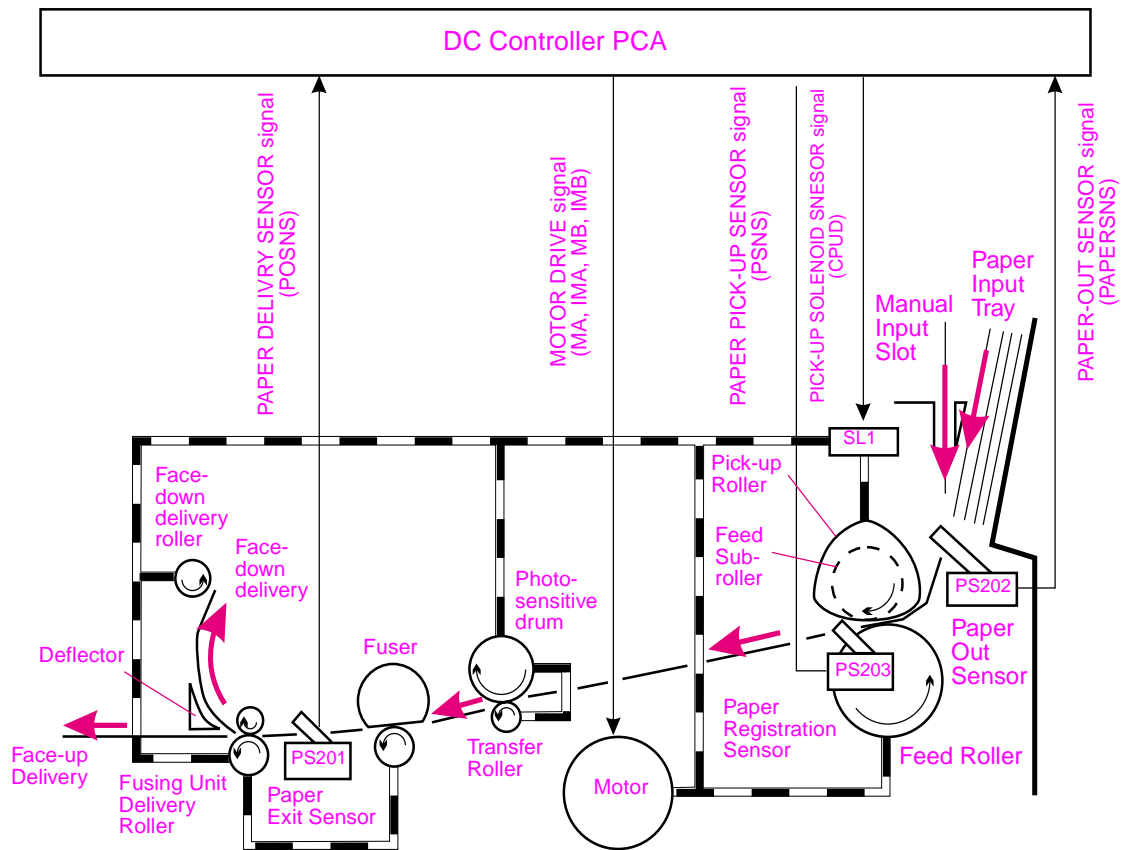 DC Controller PCA
PAPER DELIVRY SENSOR signal
(POSNS)
MOTOR DRIVE signal
(MA, IMA, MB, IMB)
PAPER PICK-UP SENSOR signal
(PSNS)
PICK-UP SOLENOID SNESOR signal
(CPUD)
PAPER-OUT SENSOR signal
(PAPERSNS)
Paper
Input
Tray
Manual
Input
Slot
SL1
Pick-up
Roller
Feed
Sub-
roller
PS202
Paper
Out
Sensor
PS203
Paper
Registration
Sensor
Feed Roller
Face-
down
delivery
roller
Face-
down
delivery
Photo-
sensitive
drum
Fuser
Deflector
Transfer
Roller
Motor
PS201
Paper
Exit Sensor
Face-up
Delivery
Fusing Unit
Delivery
Roller